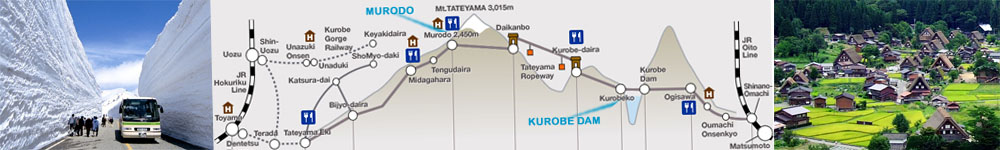 MURODO
Mt.TATEYAMA 3,015m
Murodo 2,450m
Daikanbo
Kurobe-daira
Kurobe
Gorge
Railway
Keyakidaira
ShoMyo-daki
Shin-
Uozu
Uozu
Unazuki
Onsen
Unaduki
Katsura-dai
Midagahara
Tengudaira
Tateyama
Ropeway
Kurobe
Dam
Ogisawa
JR
Oito
Line
JR
Hokuriku
Line
Toyama
Bijyo-daira
Kurobeko
KUROBE DAM
Shinano-
Omachi
Oumachi
Onsenkyo
Terada
Dentetsu
Tateyama Eki
Matsumoto
H
H
H
H
H